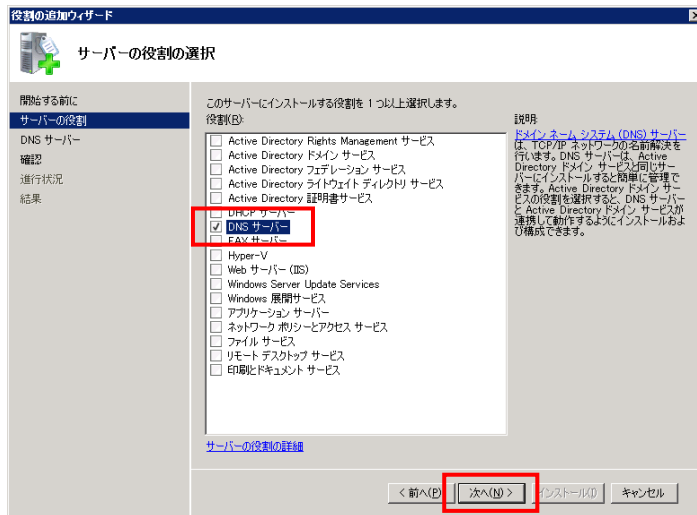 役割の追加ウィザード
サーバーの役割の選択
開始する前に
サーバーの役割
DNS サーバー
確認
進行状況
結果
このサーバーにインストールする役割を 1 つ以上選択します。
役割(R):
Active Directory Rights Management サービス
Active Directory ドメイン サービス
Active Directory フェデレーション サービス
Active Directory ライトウェイト ディレクトリ サービス
Active Directory 証明書サービス
DHCP サーバー
DNS サーバー
FAX サーバー
Hyper-V
Web サーバー (IIS)
Windows Server Update Services
Windows 展開サービス
アプリケーション サーバー
ネットワーク ポリシーとアクセス サービス
ファイル サービス
リモート デスクトップ サービス
印刷とドキュメント サービス
サーバーの役割の詳細
説明:
ドメイン ネーム システム (DNS) サーバー
は、TCP/IP ネットワークの名前解決を
行います。DNS サーバーは、Active
Directory ドメイン サービスと同じサー
バーにインストールすると簡単に管理で
きます。Active Directory ドメイン サー
ビスの役割を選択すると、DNS サーバー
と Active Directory ドメイン サービスが
連携して動作するようにインストールおよ
び構成できます。
< 前へ(P) 次へ(N) > インストール(I) キャンセル